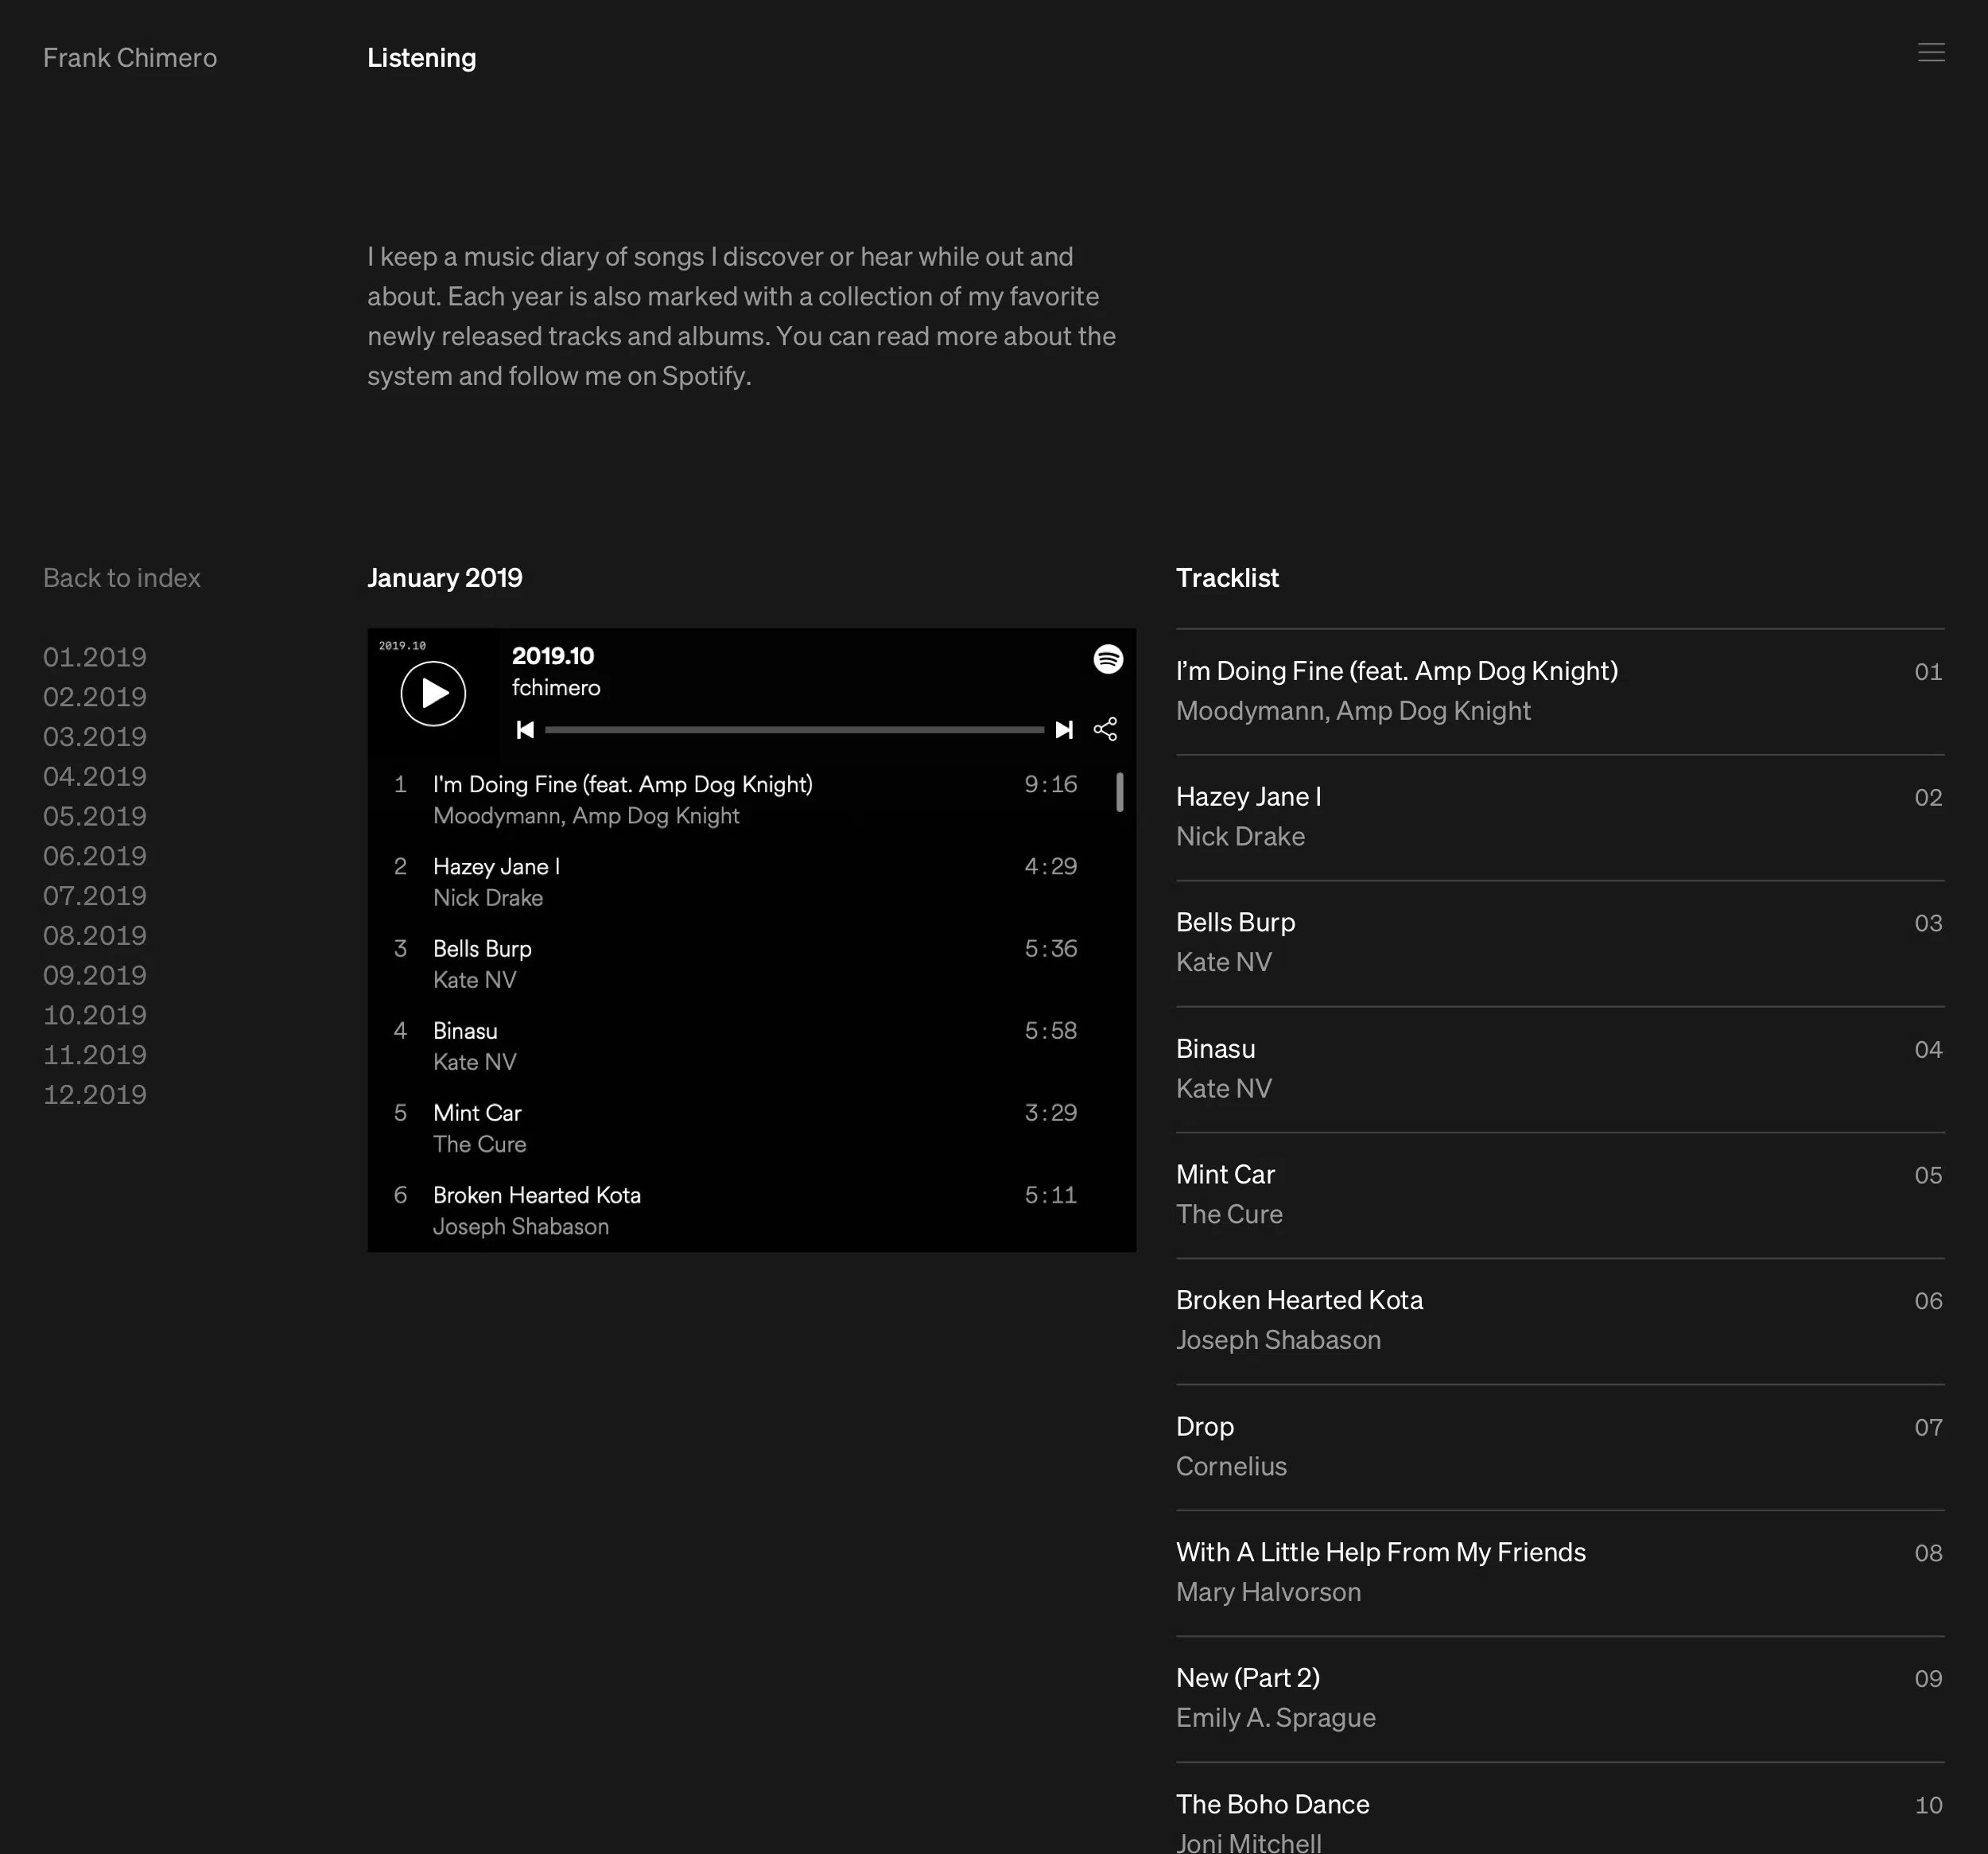 Frank Chimero
Listening
I keep a music diary of songs I discover or hear while out and
about. Each year is also marked with a collection of my favorite
newly released tracks and albums. You can read more about the
system and follow me on Spotify.
Back to index
01.2019
02.2019
03.2019
04.2019
05.2019
06.2019
07.2019
08.2019
09.2019
10.2019
11.2019
12.2019
January 2019
2019.10
2019.10
fchimero
1 I'm Doing Fine (feat. Amp Dog Knight) 9:16
Moodymann, Amp Dog Knight
2 Hazey Jane I 4:29
Nick Drake
3 Bells Burp 5:36
Kate NV
4 Binasu 5:58
Kate NV
5 Mint Car 3:29
The Cure
6 Broken Hearted Kota 5:11
Joseph Shabason
Tracklist
I’m Doing Fine (feat. Amp Dog Knight) 01
Moodymann, Amp Dog Knight
Hazey Jane I 02
Nick Drake
Bells Burp 03
Kate NV
Binasu 04
Kate NV
Mint Car 05
The Cure
Broken Hearted Kota 06
Joseph Shabason
Drop 07
Cornelius
With A Little Help From My Friends 08
Mary Halvorson
New (Part 2) 09
Emily A. Sprague
The Boho Dance 10
Joni Mitchell